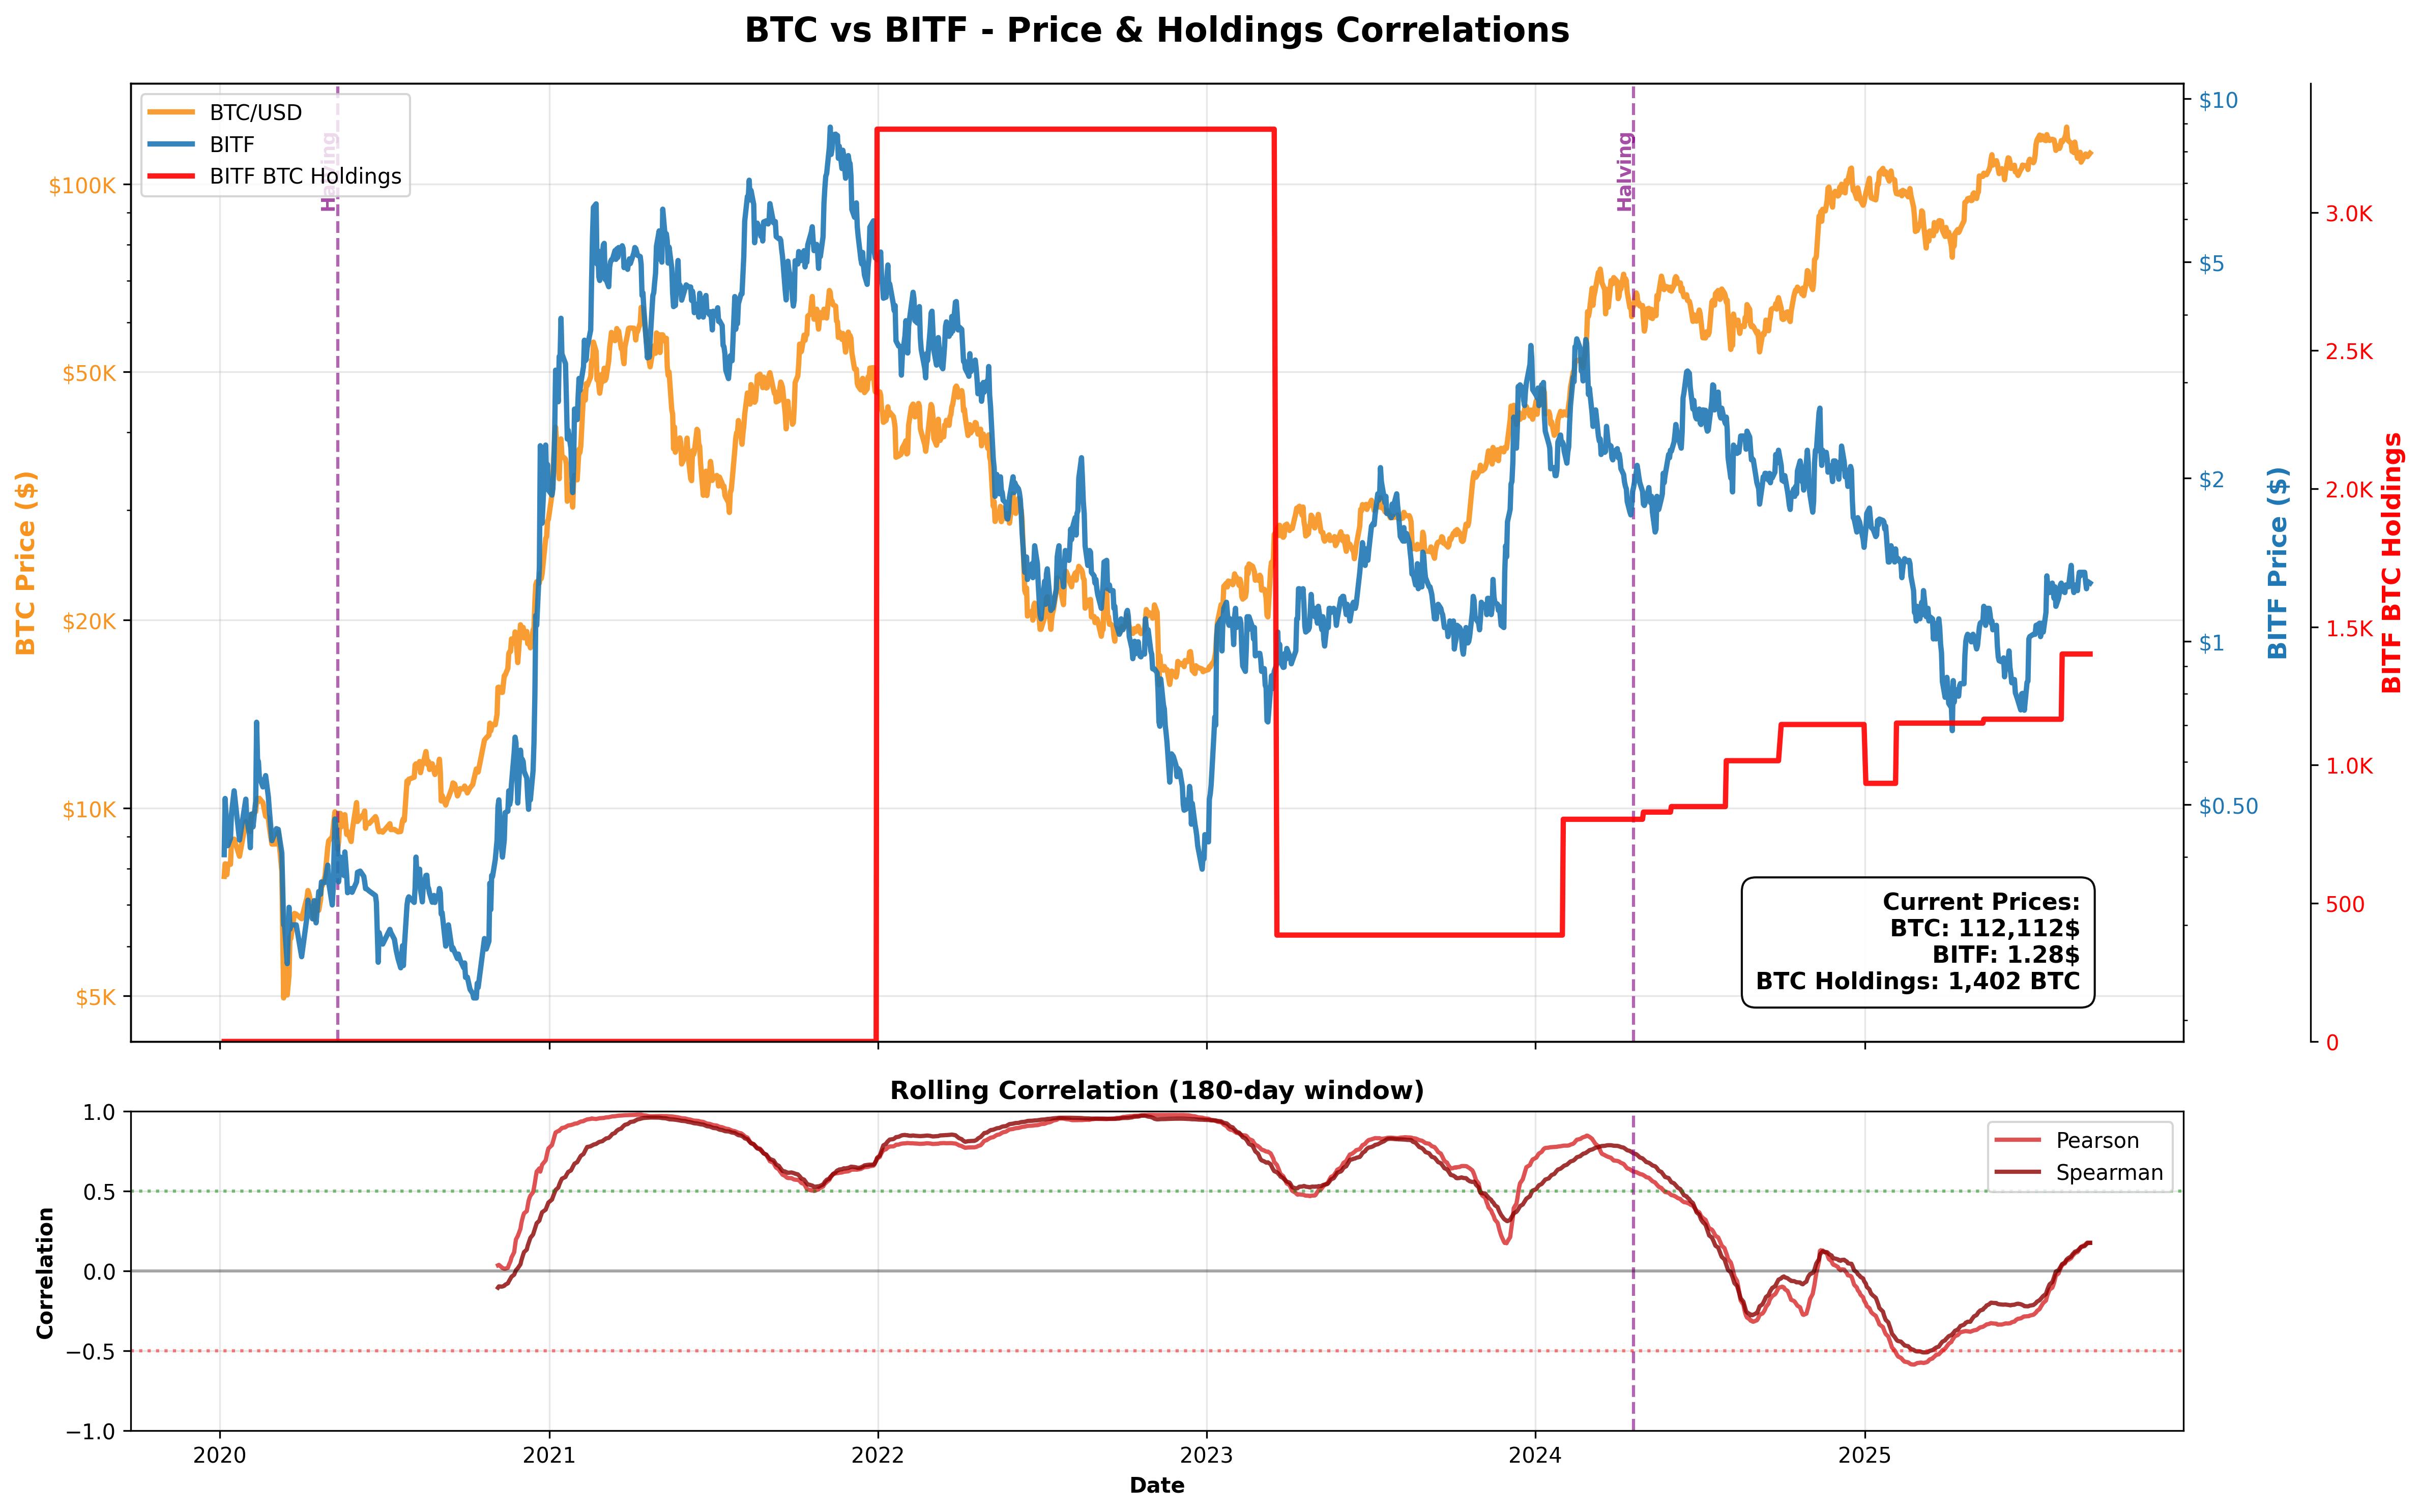 BTC vs BITF - Price & Holdings Correlations
BTC/USD
BITF
BITF BTC Holdings
Halving
Halving
BTC Price ($)
$100K
$50K
$20K
$10K
$5K
BITF Price ($)
$10
$5
$2
$1
$0.50
BITF BTC Holdings
3.0K
2.5K
2.0K
1.5K
1.0K
500
0
Current Prices:
BTC: 112,112$
BITF: 1.28$
BTC Holdings: 1,402 BTC
Rolling Correlation (180-day window)
Correlation
1.0
0.5
0.0
−0.5
−1.0
Pearson
Spearman
2020
2021
2022
2023
2024
2025
Date